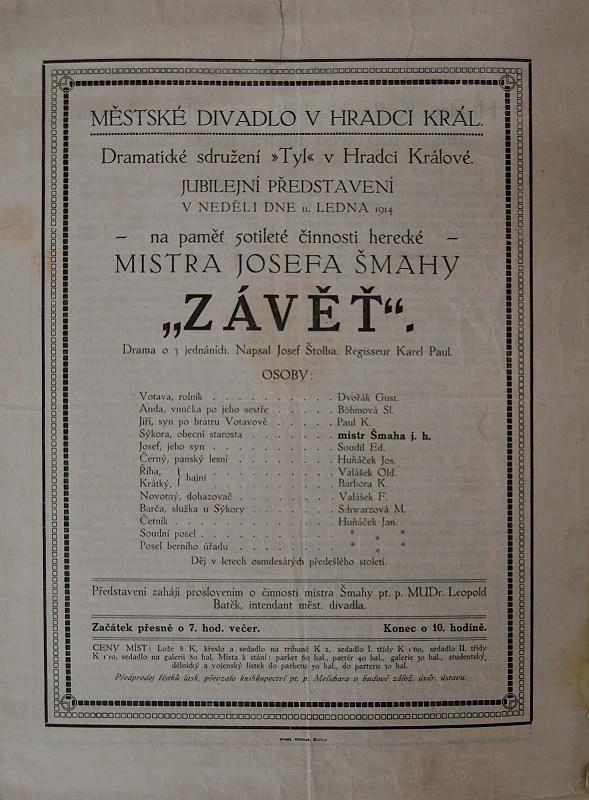 MĚSTSKÉ DIVADLO V HRADCI KRÁL.
Dramatické sdružení »Tyl« v Hradci Králové.
JUBILEJNÍ PŘEDSTAVENÍ
V NEDĚLI DNE 11. LEDNA 1914
— na paměť 50tileté činnosti herecké —
MISTRA JOSEFA ŠMAHY
„ZÁVĚŤ“.
Drama o 3 jednáních. Napsal Josef Štolba. Regisseur Karel Paul.
OSOBY:
Votava, rolník . . . . . . . . . . Dvořák Gust.
Anda, vnučka po jeho sestře . . . . . Böhmová Sl.
Jiří, syn po bratru Votavově . . . . . Paul K.
Sýkora, obecní starosta . . . . . . . mistr Šmaha j. h.
Josef, jeho syn . . . . . . . . . . Soudil Ed.
Černý, panský lesní . . . . . . . . Huňáček Jos.
Říha, } hajní . . . . . . . . . . Valášek Old.
Krátký, } . . . . . . . . . . Barbora K.
Novotný, dohazovač . . . . . . . . Valášek F.
Barča, služka u Sýkory . . . . . . . Schwarzová M.
Četník . . . . . . . . . . . . . Huňáček Jan.
Soudní posel . . . . . . . . . . . * * *
Posel berního úřadu . . . . . . . . * * *
Děj v letech osmdesátých předešlého století.
Představení zahájí proslovením o činnosti mistra Šmahy pt. p. MUDr. Leopold
Batěk, intendant měst. divadla.
Začátek přesně o 7. hod. večer. Konec o 10. hodině.
CENY MÍST: Lože 8 K, křeslo a sedadlo na tribuně K 2, sedadlo I. třídy K 1·60, sedadlo II. třídy
K 1·10, sedadlo na galerii 80 hal. Místa k stání: parket 60 hal., partér 40 hal., galerie 30 hal., studentský,
dělnický a vojenský lístek do parketu 50 hal., do parteru 30 hal.
Předprodej lístků lask. převzalo knihkupectví pt. p. Melichara v budově zálož. úvěr. ústavu.